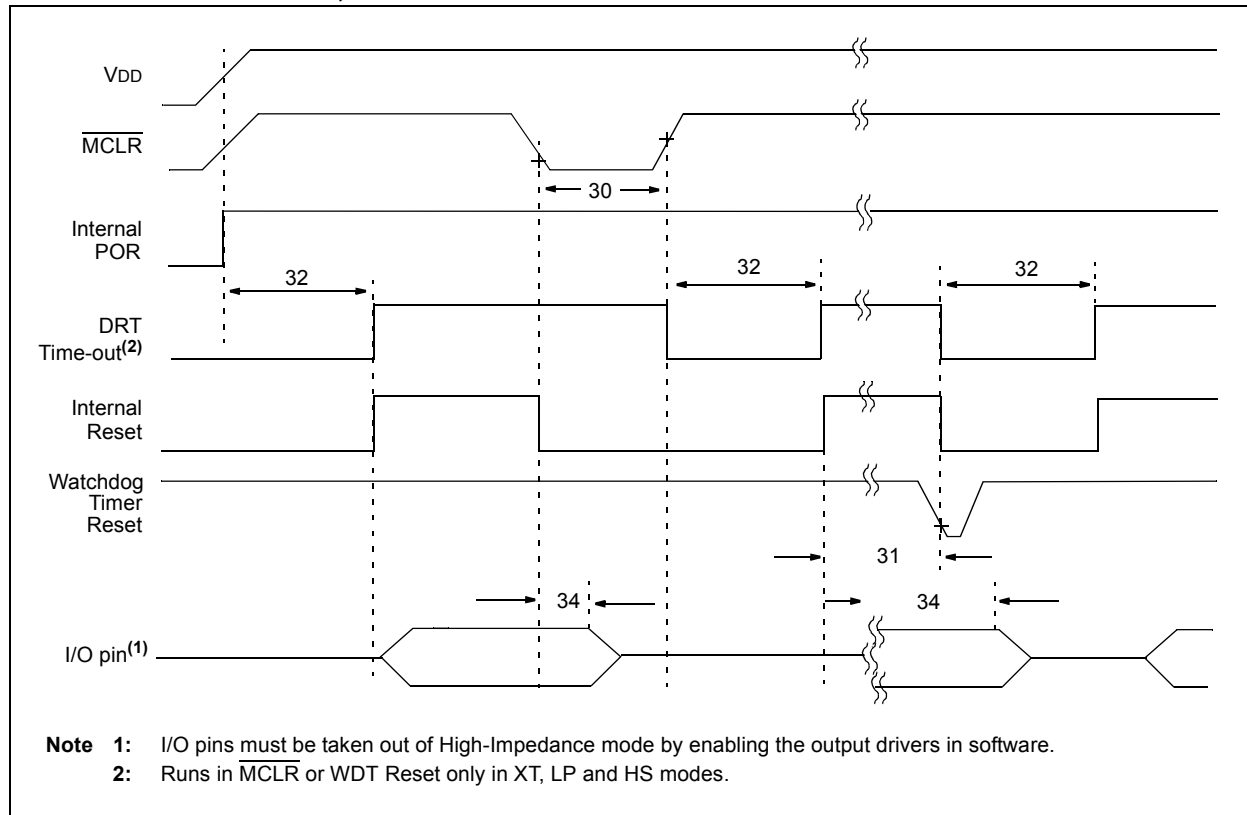 VDD
MCLR
30
Internal
POR
32
32
32
DRT
Time-out(2)
Internal
Reset
Watchdog
Timer
Reset
31
34
34
I/O pin(1)
Note 1: I/O pins must be taken out of High-Impedance mode by enabling the output drivers in software.
2: Runs in MCLR or WDT Reset only in XT, LP and HS modes.